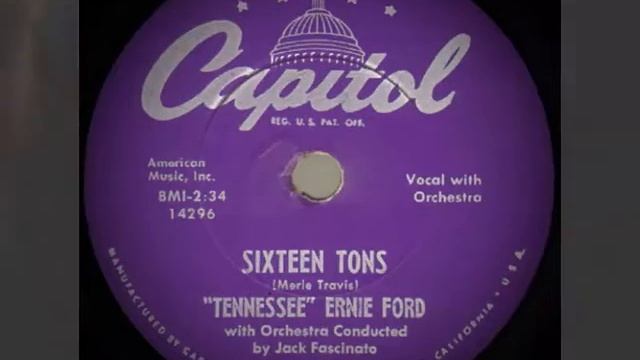 Capitol
REG. U.S. PAT. OFF.
American
Music, Inc.
BMI-2:34
14296
Vocal with
Orchestra
SIXTEEN TONS
(Merle Travis)
"TENNESSEE" ERNIE FORD
with Orchestra Conducted
by Jack Fascinato
MANUFACTURED BY
CALIFORNIA • U.S.A.